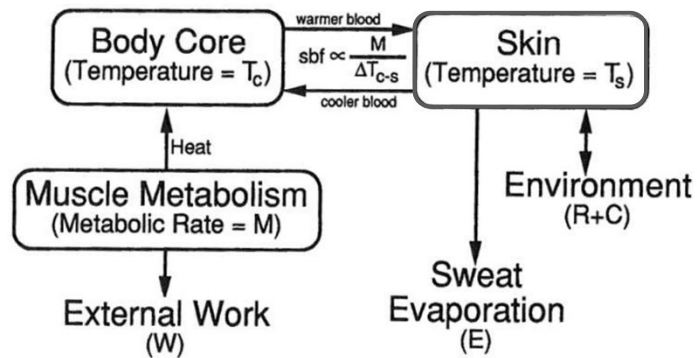 Body Core
(Temperature = Tc)
warmer blood
sbf ∝ M
ΔTc-s
cooler blood
Skin
(Temperature = Ts)
Heat
Muscle Metabolism
(Metabolic Rate = M)
External Work
(W)
Sweat
Evaporation
(E)
Environment
(R+C)